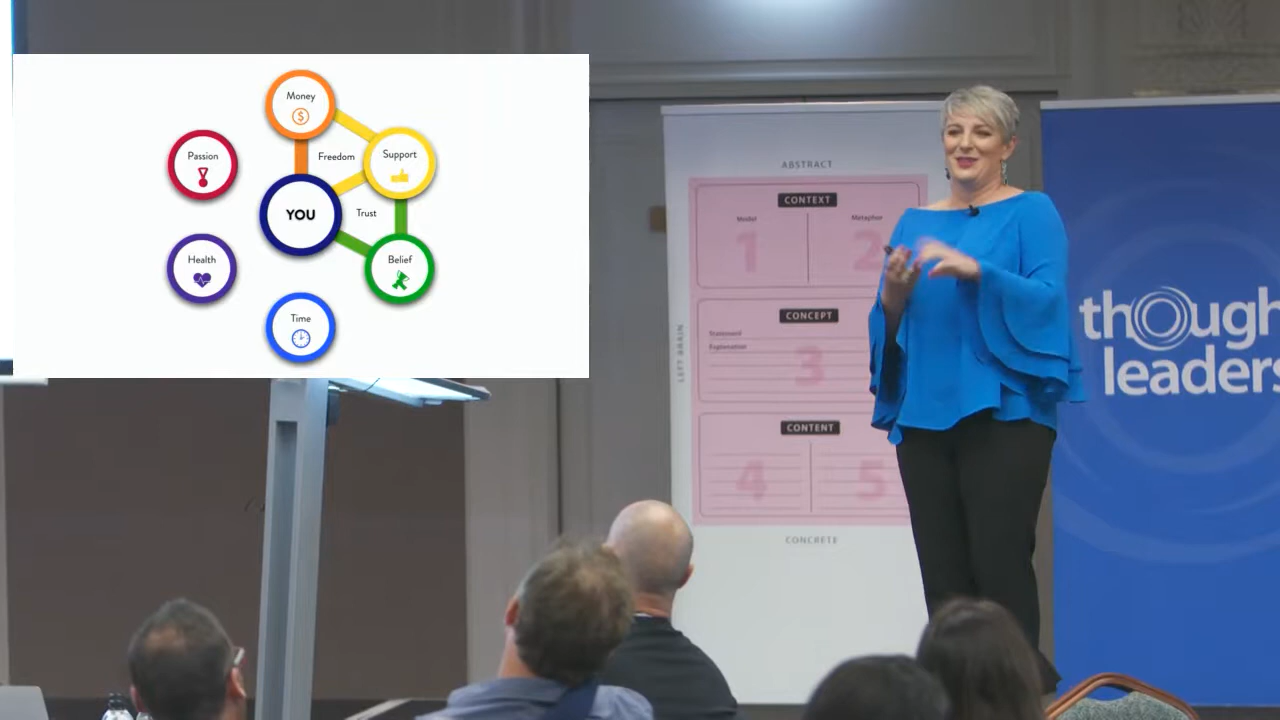 Money
Passion
Freedom
Support
YOU
Trust
Health
Belief
Time
ABSTRACT
CONTEXT
Model
Metaphor
1
2
LEFT BRAIN
CONCEPT
Statement
Explanation
3
CONTENT
4
5
CONCRETE
though
leaders